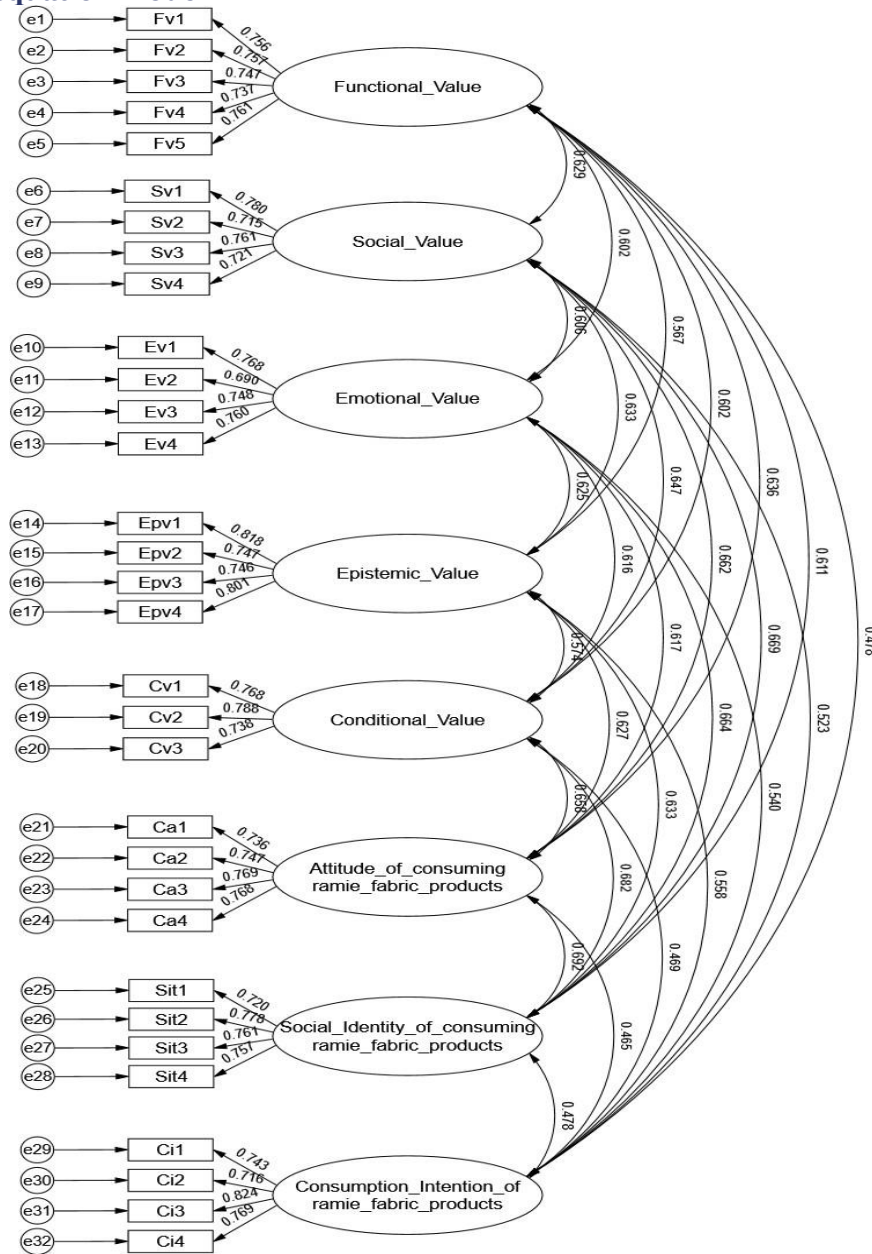 e1 Fv1 0.756
e2 Fv2 0.757
e3 Fv3 0.747
e4 Fv4 0.737
e5 Fv5 0.761
Functional_Value
e6 Sv1 0.780
e7 Sv2 0.715
e8 Sv3 0.761
e9 Sv4 0.721
Social_Value
e10 Ev1 0.768
e11 Ev2 0.690
e12 Ev3 0.748
e13 Ev4 0.760
Emotional_Value
e14 Epv1 0.818
e15 Epv2 0.747
e16 Epv3 0.746
e17 Epv4 0.801
Epistemic_Value
e18 Cv1 0.768
e19 Cv2 0.788
e20 Cv3 0.738
Conditional_Value
e21 Ca1 0.736
e22 Ca2 0.747
e23 Ca3 0.769
e24 Ca4 0.768
Attitude_of_consuming
ramie_fabric_products
e25 Sit1 0.720
e26 Sit2 0.778
e27 Sit3 0.761
e28 Sit4 0.757
Social_Identity_of_consuming
ramie_fabric_products
e29 Ci1 0.743
e30 Ci2 0.716
e31 Ci3 0.824
e32 Ci4 0.769
Consumption_Intention_of
ramie_fabric_products
0.629
0.602
0.606
0.567
0.633
0.602
0.625
0.647
0.636
0.616
0.662
0.611
0.574
0.617
0.669
0.478
0.627
0.664
0.523
0.658
0.633
0.540
0.682
0.558
0.692
0.469
0.465
0.478